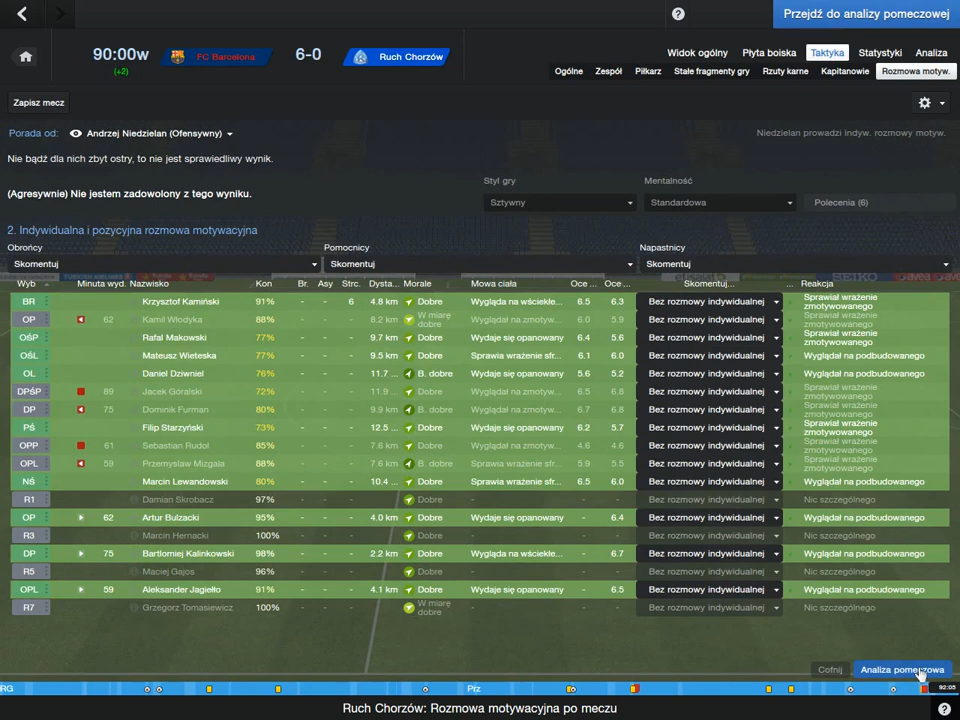 Przejdź do analizy pomeczowej
90:00w
(+2)
FC Barcelona
6-0
Ruch Chorzów
Widok ogólny Płyta boiska Taktyka Statystyki Analiza
Ogólne Zespół Piłkarz Stałe fragmenty gry Rzuty karne Kapitanowie Rozmowa motyw.
Zapisz mecz
Porada od: Andrzej Niedzielan (Ofensywny)
Niedzielan prowadzi indyw. rozmowy motyw.
Nie bądź dla nich zbyt ostry, to nie jest sprawiedliwy wynik.
(Agresywnie) Nie jestem zadowolony z tego wyniku.
Styl gry Mentalność
Sztywny Standardowa Polecenia (6)
2. Indywidualna i pozycyjna rozmowa motywacyjna
Obrońcy Pomocnicy Napastnicy
Skomentuj Skomentuj Skomentuj
Wyb Minuta wyd. Nazwisko Kon Br. Asy Strc. Dysta... Morale Mowa ciała Oce ... Oce ... Skomentuj... ... Reakcja
BR Krzysztof Kamiński 91% - - 6 4.8 km Dobre Wygląda na wściekłe... 6.5 6.3 Bez rozmowy indywidualnej Sprawiał wrażenie zmotywowanego
OP 62 Kamil Włodyka 88% - - - 8.2 km W miarę dobre Wyglądał na zmotyw... 6.0 5.9 Bez rozmowy indywidualnej Sprawiał wrażenie zmotywowanego
OŚP Rafał Makowski 77% - - - 9.7 km Dobre Wydaje się opanowany 6.4 5.6 Bez rozmowy indywidualnej Sprawiał wrażenie zmotywowanego
OŚL Mateusz Wieteska 77% - - - 9.5 km Dobre Sprawia wrażenie sfr... 6.1 6.0 Bez rozmowy indywidualnej Wyglądał na podbudowanego
OL Daniel Dziwniel 76% - - - 11.7 ... B. dobre Wydaje się opanowany 5.6 5.2 Bez rozmowy indywidualnej Wyglądał na podbudowanego
DPŚP 89 Jacek Góralski 72% - - - 11.9 ... Dobre Wyglądał na zmotyw... 6.5 6.8 Bez rozmowy indywidualnej Sprawiał wrażenie zmotywowanego
DP 75 Dominik Furman 80% - - - 9.9 km B. dobre Wyglądał na zmotyw... 6.7 6.8 Bez rozmowy indywidualnej Sprawiał wrażenie zmotywowanego
PŚ Filip Starzyński 73% - - - 12.5 ... Dobre Wydaje się opanowany 6.2 5.7 Bez rozmowy indywidualnej Sprawiał wrażenie zmotywowanego
OPP 61 Sebastian Rudol 85% - - - 7.6 km Dobre Wyglądał na zmotyw... 4.6 4.6 Bez rozmowy indywidualnej Sprawiał wrażenie zmotywowanego
OPL 59 Przemysław Mizgała 88% - - - 7.6 km B. dobre Sprawia wrażenie sfr... 5.9 5.5 Bez rozmowy indywidualnej Sprawiał wrażenie zmotywowanego
NŚ Marcin Lewandowski 80% - - - 10.4 ... Dobre Sprawia wrażenie sfr... 6.5 6.0 Bez rozmowy indywidualnej Wyglądał na podbudowanego
R1 Damian Skrobacz 97% - - - - Dobre - - - Bez rozmowy indywidualnej Nic szczególnego
OP 62 Artur Bulzacki 95% - - - 4.0 km Dobre Wydaje się opanowany - 6.4 Bez rozmowy indywidualnej Wyglądał na podbudowanego
R3 Marcin Hernacki 100% - - - - Dobre - - - Bez rozmowy indywidualnej Nic szczególnego
DP 75 Bartłomiej Kalinkowski 98% - - - 2.2 km Dobre Wygląda na wściekłe... - 6.7 Bez rozmowy indywidualnej Wyglądał na podbudowanego
R5 Maciej Gajos 96% - - - - Dobre - - - Bez rozmowy indywidualnej Nic szczególnego
OPL 59 Aleksander Jagiełło 91% - - - 4.1 km Dobre Wydaje się opanowany - 6.5 Bez rozmowy indywidualnej Wyglądał na podbudowanego
R7 Grzegorz Tomasiewicz 100% - - - - W miarę dobre - - - Bez rozmowy indywidualnej Nic szczególnego
Cofnij Analiza pomeczowa
RG Prz 92:05
Ruch Chorzów: Rozmowa motywacyjna po meczu